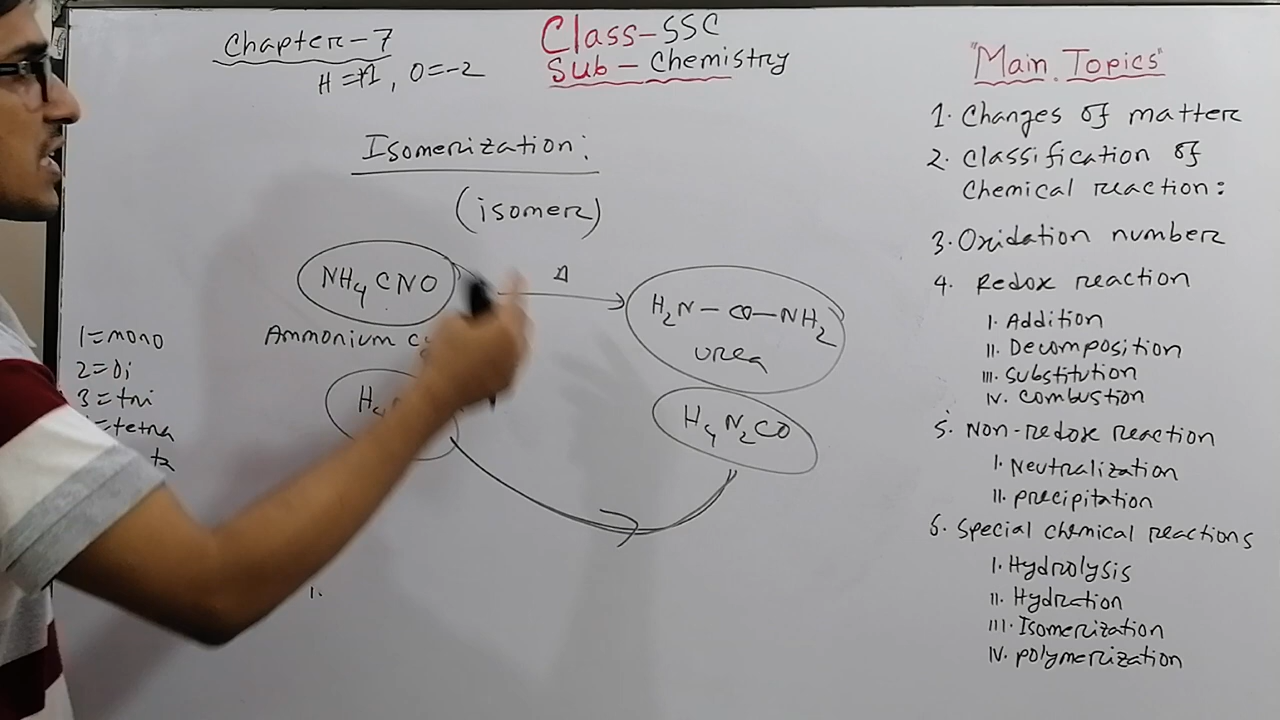 Chapter-7
H=+1, O=-2
Class-SSC
Sub-Chemistry
Isomerization:
(isomer)
NH4CNO
Δ
H2N-CO-NH2
urea
Ammonium
H4N2CO
1=mono
2=Di
3=tri
tetra
1.
"Main Topics"
1. Changes of matter
2. Classification of
Chemical reaction:
3. Oxidation number
4. Redox reaction
I. Addition
II. Decomposition
III. Substitution
IV. Combustion
5. Non-redox reaction
I. Neutralization
II. precipitation
6. Special chemical reactions
I. Hydrolysis
II. Hydration
III. Isomerization
IV. polymerization